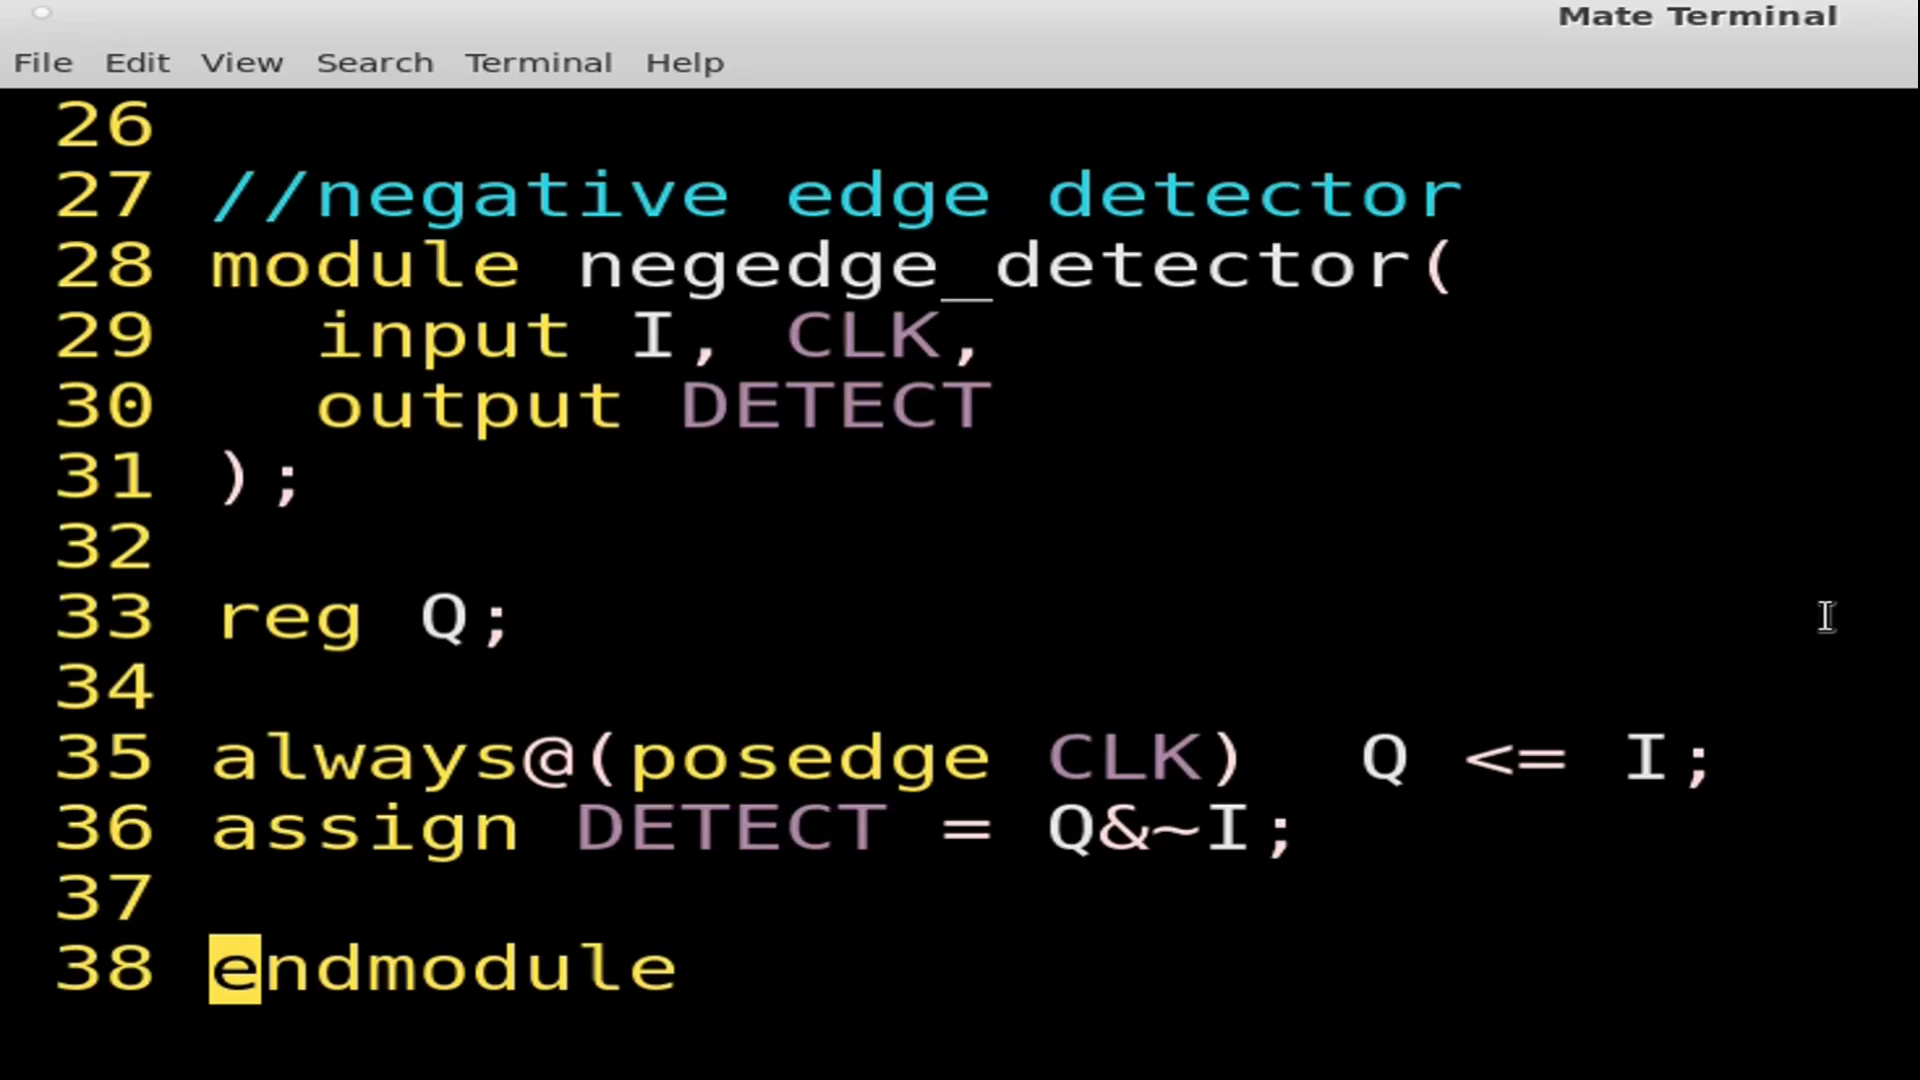 Mate Terminal
File Edit View Search Terminal Help
26
27 //negative edge detector
28 module negedge_detector(
29   input I, CLK,
30   output DETECT
31 );
32
33 reg Q;
34
35 always@(posedge CLK)  Q <= I;
36 assign DETECT = Q&~I;
37
38 endmodule